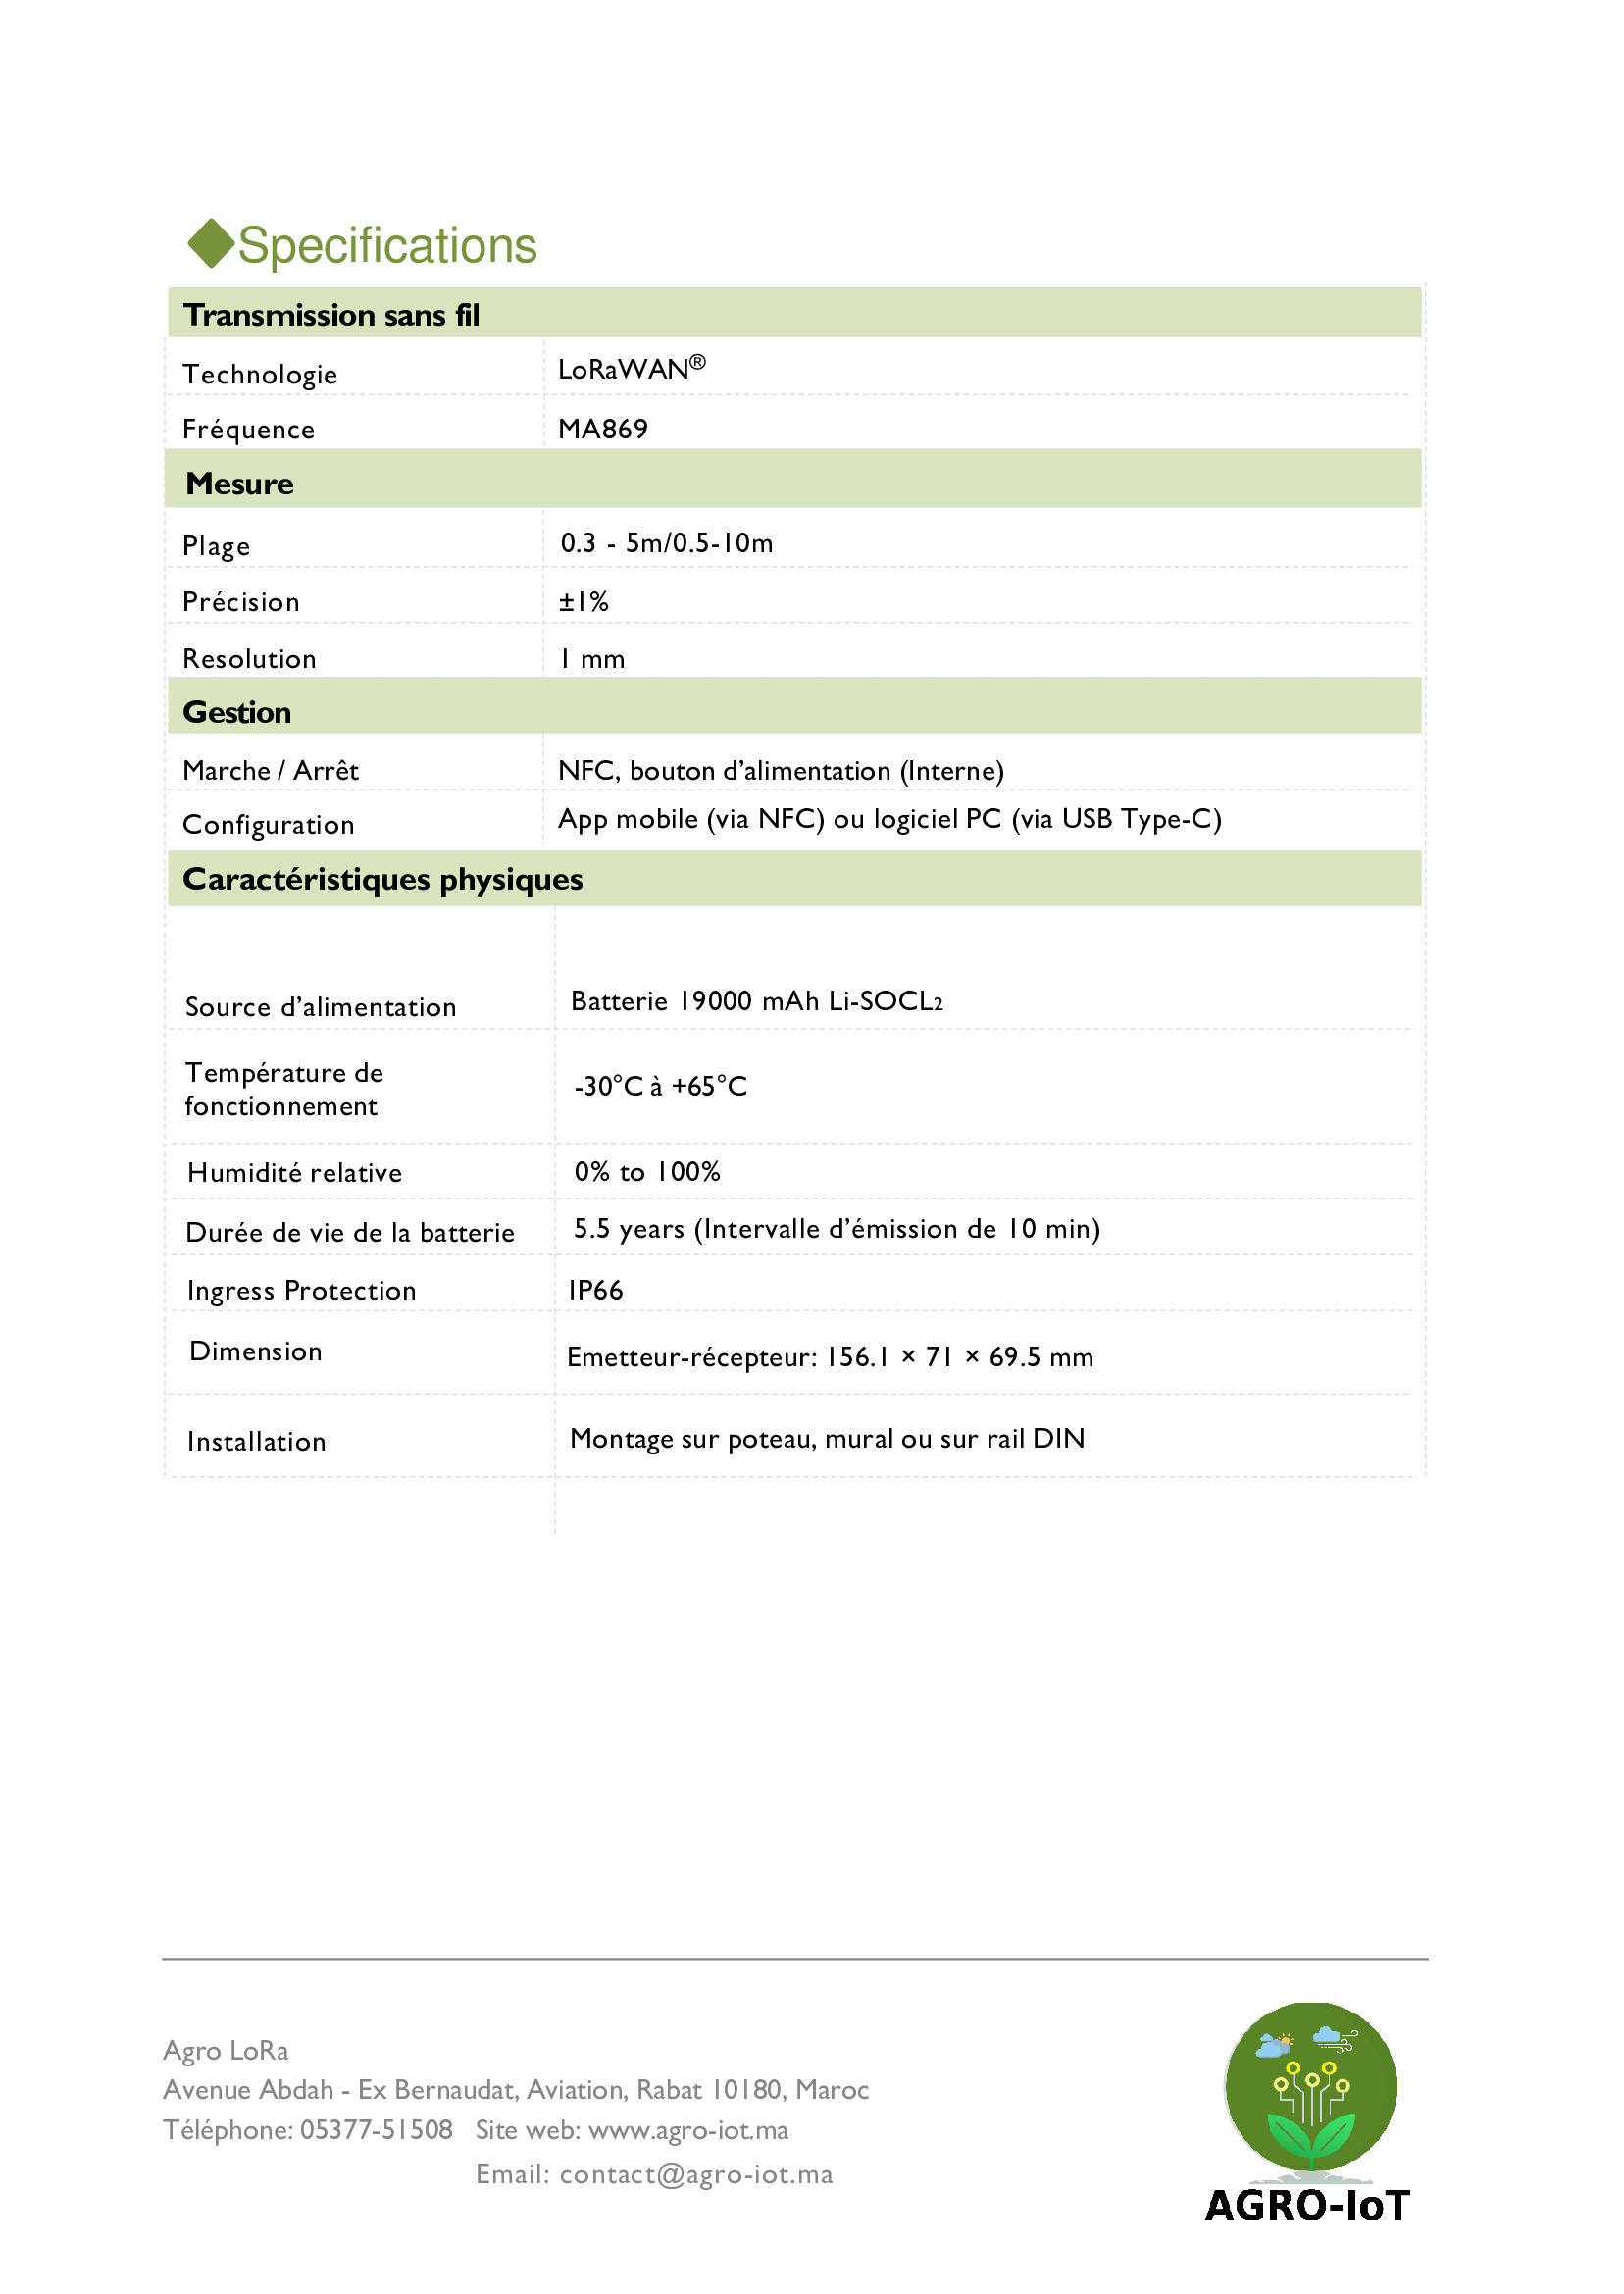 Specifications
Transmission sans fil
Technologie LoRaWAN®
Fréquence MA869
Mesure
Plage 0.3 - 5m/0.5-10m
Précision ±1%
Resolution 1 mm
Gestion
Marche / Arrêt NFC, bouton d’alimentation (Interne)
Configuration App mobile (via NFC) ou logiciel PC (via USB Type-C)
Caractéristiques physiques
Source d’alimentation Batterie 19000 mAh Li-SOCL2
Température de
fonctionnement -30°C à +65°C
Humidité relative 0% to 100%
Durée de vie de la batterie 5.5 years (Intervalle d’émission de 10 min)
Ingress Protection IP66
Dimension Emetteur-récepteur: 156.1 × 71 × 69.5 mm
Installation Montage sur poteau, mural ou sur rail DIN
Agro LoRa
Avenue Abdah - Ex Bernaudat, Aviation, Rabat 10180, Maroc
Téléphone: 05377-51508 Site web: www.agro-iot.ma
Email: contact@agro-iot.ma
AGRO-IoT